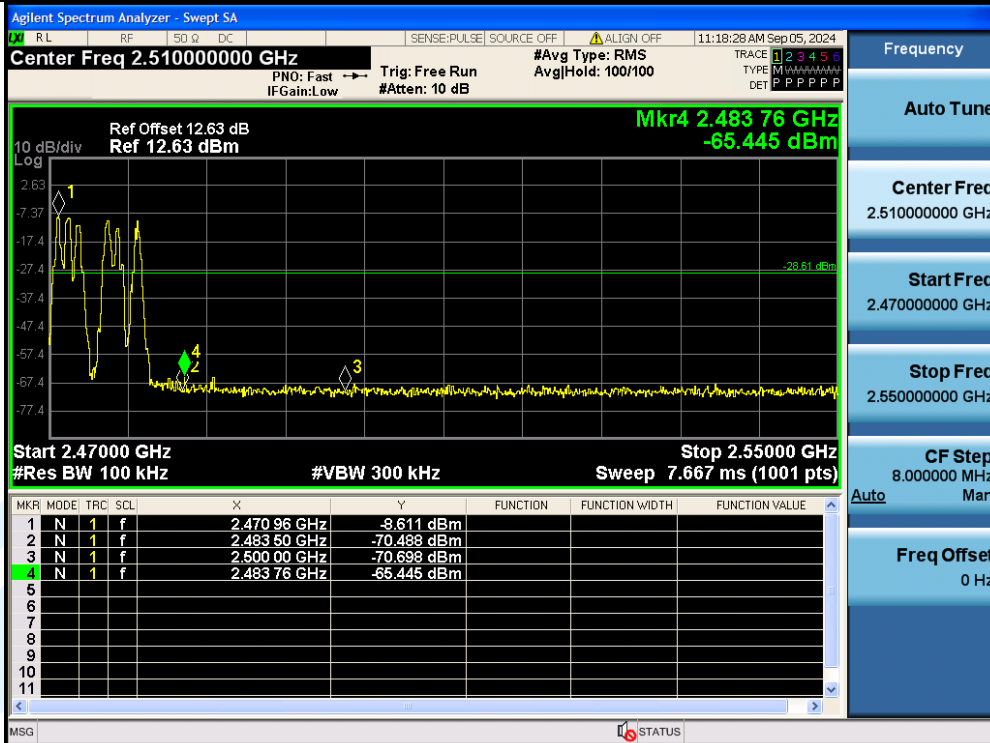 Agilent Spectrum Analyzer - Swept SA
LXI RL RF 50 Ω DC SENSE:PULSE SOURCE OFF ALIGN OFF 11:18:28 AM Sep 05, 2024
Center Freq 2.510000000 GHz
PNO: Fast
IFGain:Low
Trig: Free Run
#Atten: 10 dB
#Avg Type: RMS
Avg|Hold: 100/100
TRACE 1 2 3 4 5 6
TYPE M
DET P P P P P P
Mkr4 2.483 76 GHz
-65.445 dBm
Ref Offset 12.63 dB
10 dB/div Ref 12.63 dBm
Log
2.63
-7.37
-17.4
-27.4
-37.4
-47.4
-57.4
-67.4
-77.4
1
4
2
3
-28.61 dBm
Start 2.47000 GHz Stop 2.55000 GHz
#Res BW 100 kHz #VBW 300 kHz Sweep 7.667 ms (1001 pts)
MKR MODE TRC SCL X Y FUNCTION FUNCTION WIDTH FUNCTION VALUE
1 N 1 f 2.470 96 GHz -8.611 dBm
2 N 1 f 2.483 50 GHz -70.488 dBm
3 N 1 f 2.500 00 GHz -70.698 dBm
4 N 1 f 2.483 76 GHz -65.445 dBm
5
6
7
8
9
10
11
MSG STATUS
Frequency
Auto Tune
Center Freq
2.510000000 GHz
Start Freq
2.470000000 GHz
Stop Freq
2.550000000 GHz
CF Step
8.000000 MHz
Auto Man
Freq Offset
0 Hz